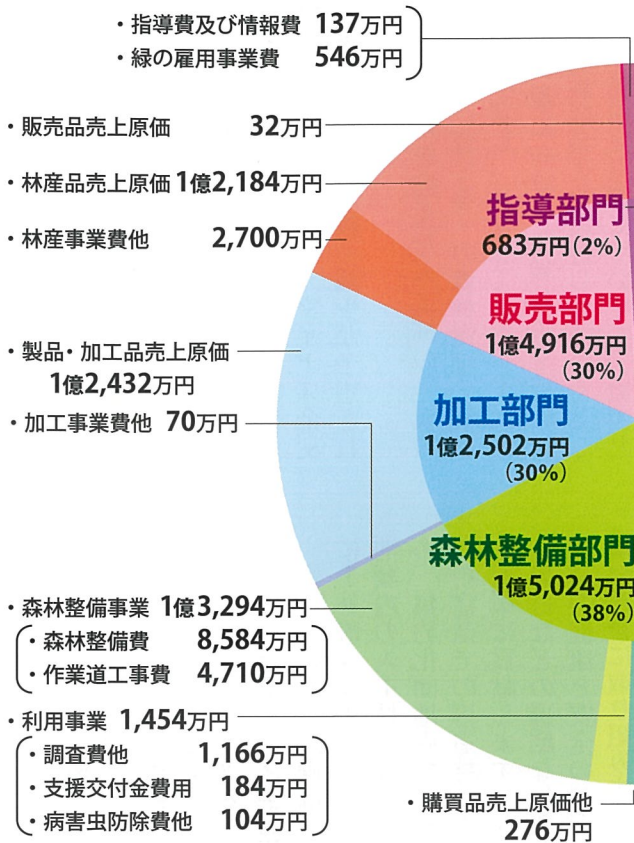 ・指導費及び情報費 137万円
・緑の雇用事業費 546万円
・販売品売上原価 32万円
・林産品売上原価 1億2,184万円
・林産事業費他 2,700万円
・製品・加工品売上原価
1億2,432万円
・加工事業費他 70万円
・森林整備事業 1億3,294万円
・森林整備費 8,584万円
・作業道工事費 4,710万円
・利用事業 1,454万円
・調査費他 1,166万円
・支援交付金費用 184万円
・病害虫防除費他 104万円
・購買品売上原価他
276万円
指導部門
683万円(2%)
販売部門
1億4,916万円
(30%)
加工部門
1億2,502万円
(30%)
森林整備部門
1億5,024万円
(38%)